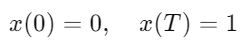 x(0) = 0,   x(T) = 1